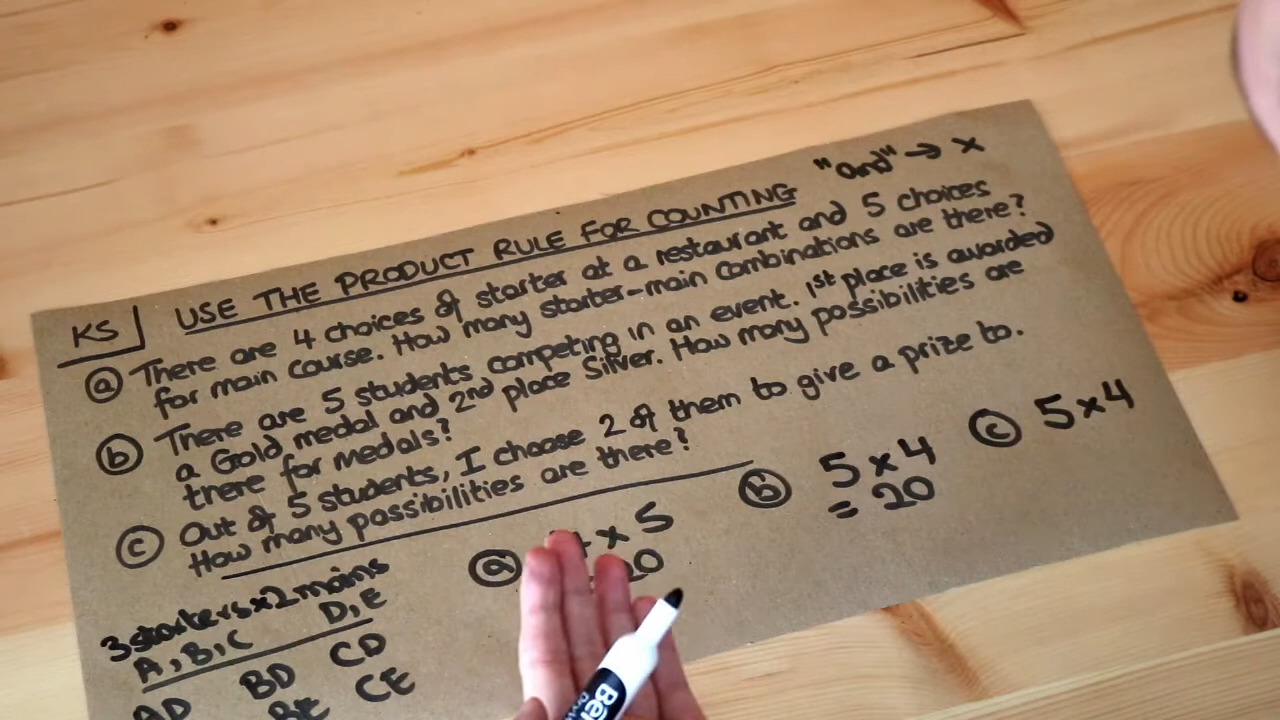 "and" → ×
KS USE THE PRODUCT RULE FOR COUNTING
ⓐ There are 4 choices of starter at a restaurant and 5 choices
for main course. How many starter-main combinations are there?
ⓑ There are 5 students competing in an event. 1st place is awarded
a Gold medal and 2nd place Silver. How many possibilities are
there for medals?
ⓒ Out of 5 students, I choose 2 of them to give a prize to.
How many possibilities are there?
3 starters × 2 mains
A, B, C D, E
AD BD CD
BE CE
ⓐ × 5
20
ⓑ 5 × 4
= 20
ⓒ 5 × 4